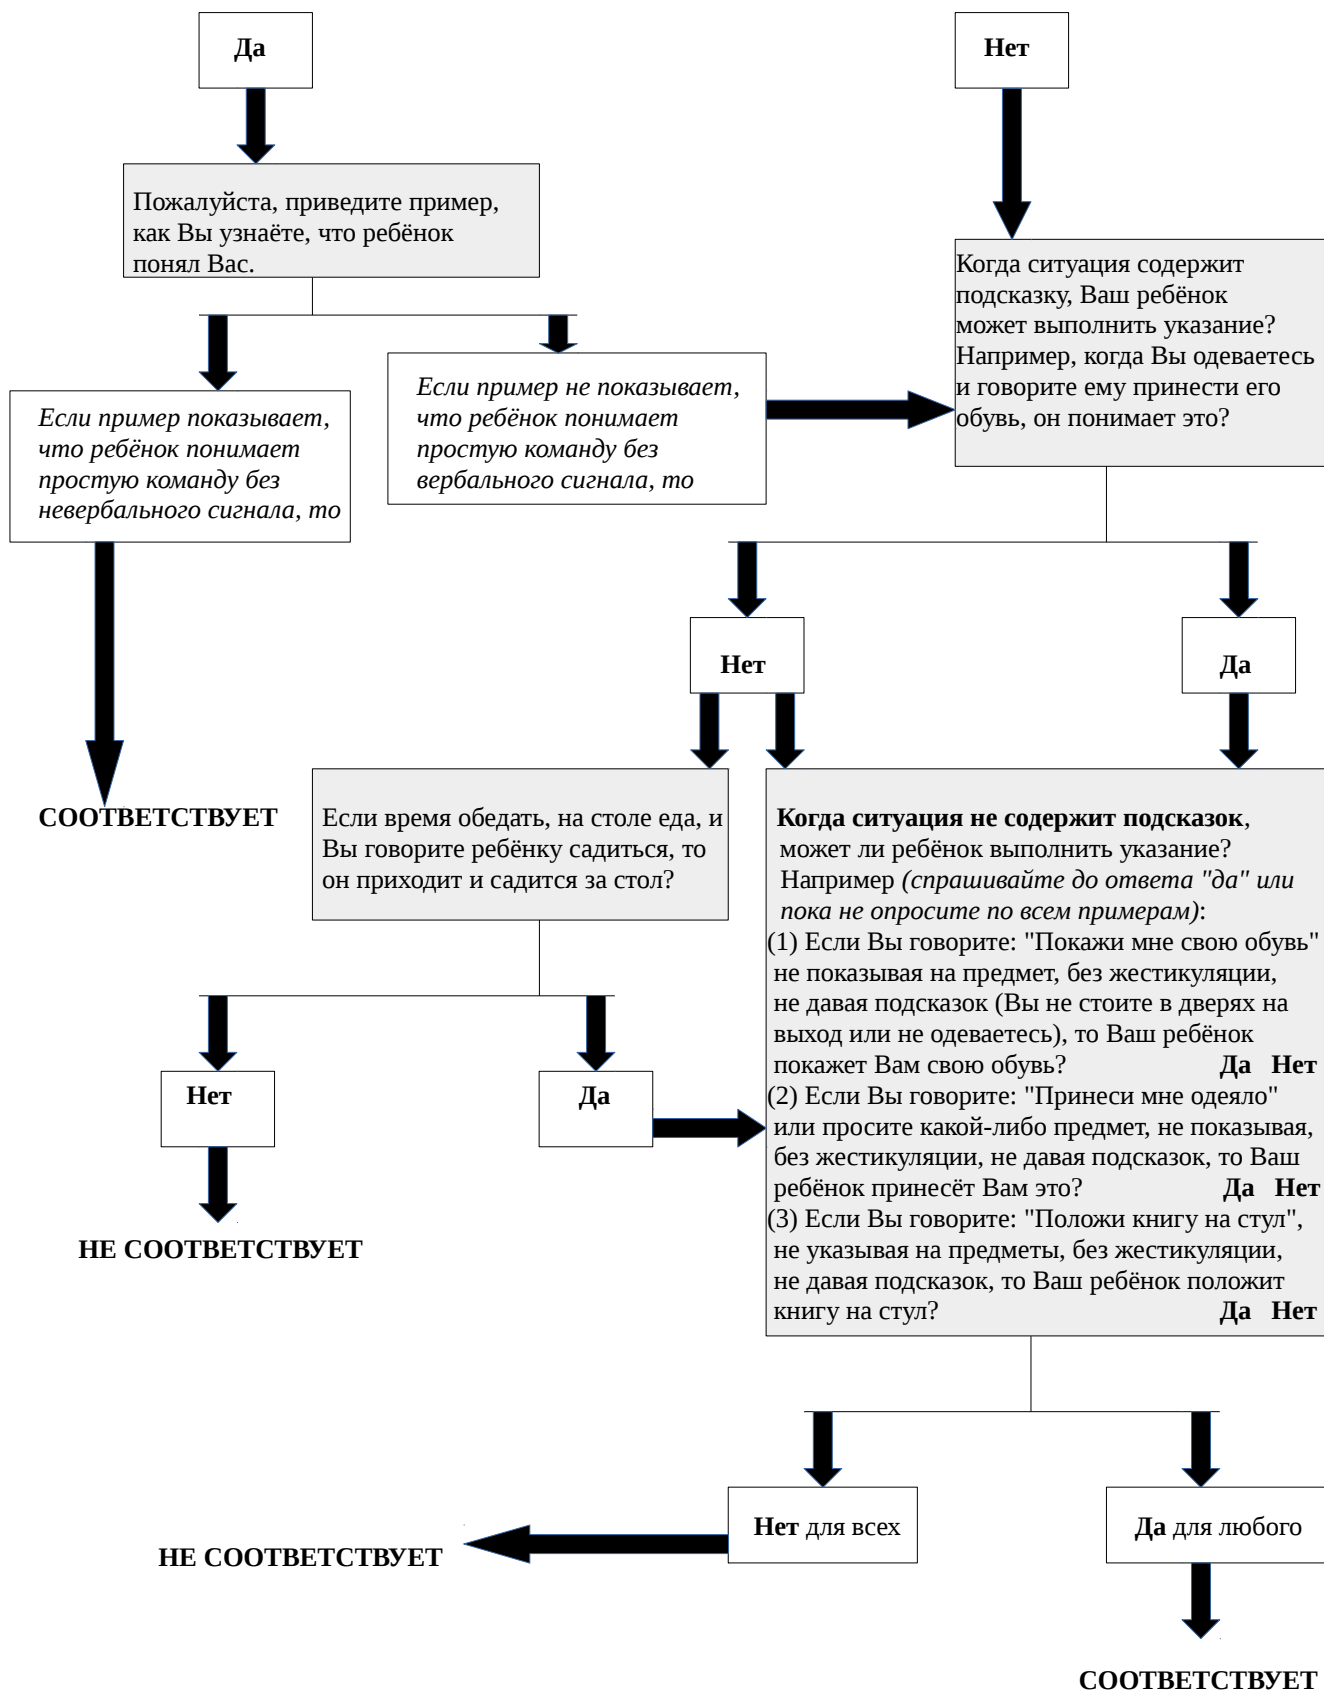 Да
Нет
Пожалуйста, приведите пример,
как Вы узнаёте, что ребёнок
понял Вас.
Когда ситуация содержит
подсказку, Ваш ребёнок
может выполнить указание?
Например, когда Вы одеваетесь
и говорите ему принести его
обувь, он понимает это?
Если пример показывает,
что ребёнок понимает
простую команду без
невербального сигнала, то
Если пример не показывает,
что ребёнок понимает
простую команду без
вербального сигнала, то
Нет
Да
СООТВЕТСТВУЕТ
Если время обедать, на столе еда, и
Вы говорите ребёнку садиться, то
он приходит и садится за стол?
Когда ситуация не содержит подсказок,
может ли ребёнок выполнить указание?
Например (спрашивайте до ответа "да" или
пока не опросите по всем примерам):
(1) Если Вы говорите: "Покажи мне свою обувь"
не показывая на предмет, без жестикуляции,
не давая подсказок (Вы не стоите в дверях на
выход или не одеваетесь), то Ваш ребёнок
покажет Вам свою обувь? Да Нет
(2) Если Вы говорите: "Принеси мне одеяло"
или просите какой-либо предмет, не показывая,
без жестикуляции, не давая подсказок, то Ваш
ребёнок принесёт Вам это? Да Нет
(3) Если Вы говорите: "Положи книгу на стул",
не указывая на предметы, без жестикуляции,
не давая подсказок, то Ваш ребёнок положит
книгу на стул? Да Нет
Нет
Да
НЕ СООТВЕТСТВУЕТ
Нет для всех
Да для любого
НЕ СООТВЕТСТВУЕТ
СООТВЕТСТВУЕТ